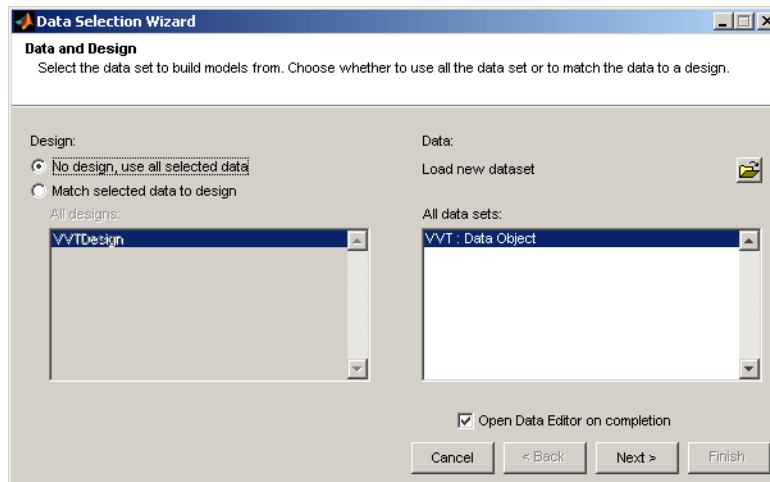 Data Selection Wizard
Data and Design
Select the data set to build models from. Choose whether to use all the data set or to match the data to a design.
Design:
No design, use all selected data
Match selected data to design
All designs:
VVTDesign
Data:
Load new dataset
All data sets:
VVT : Data Object
Open Data Editor on completion
Cancel
< Back
Next >
Finish